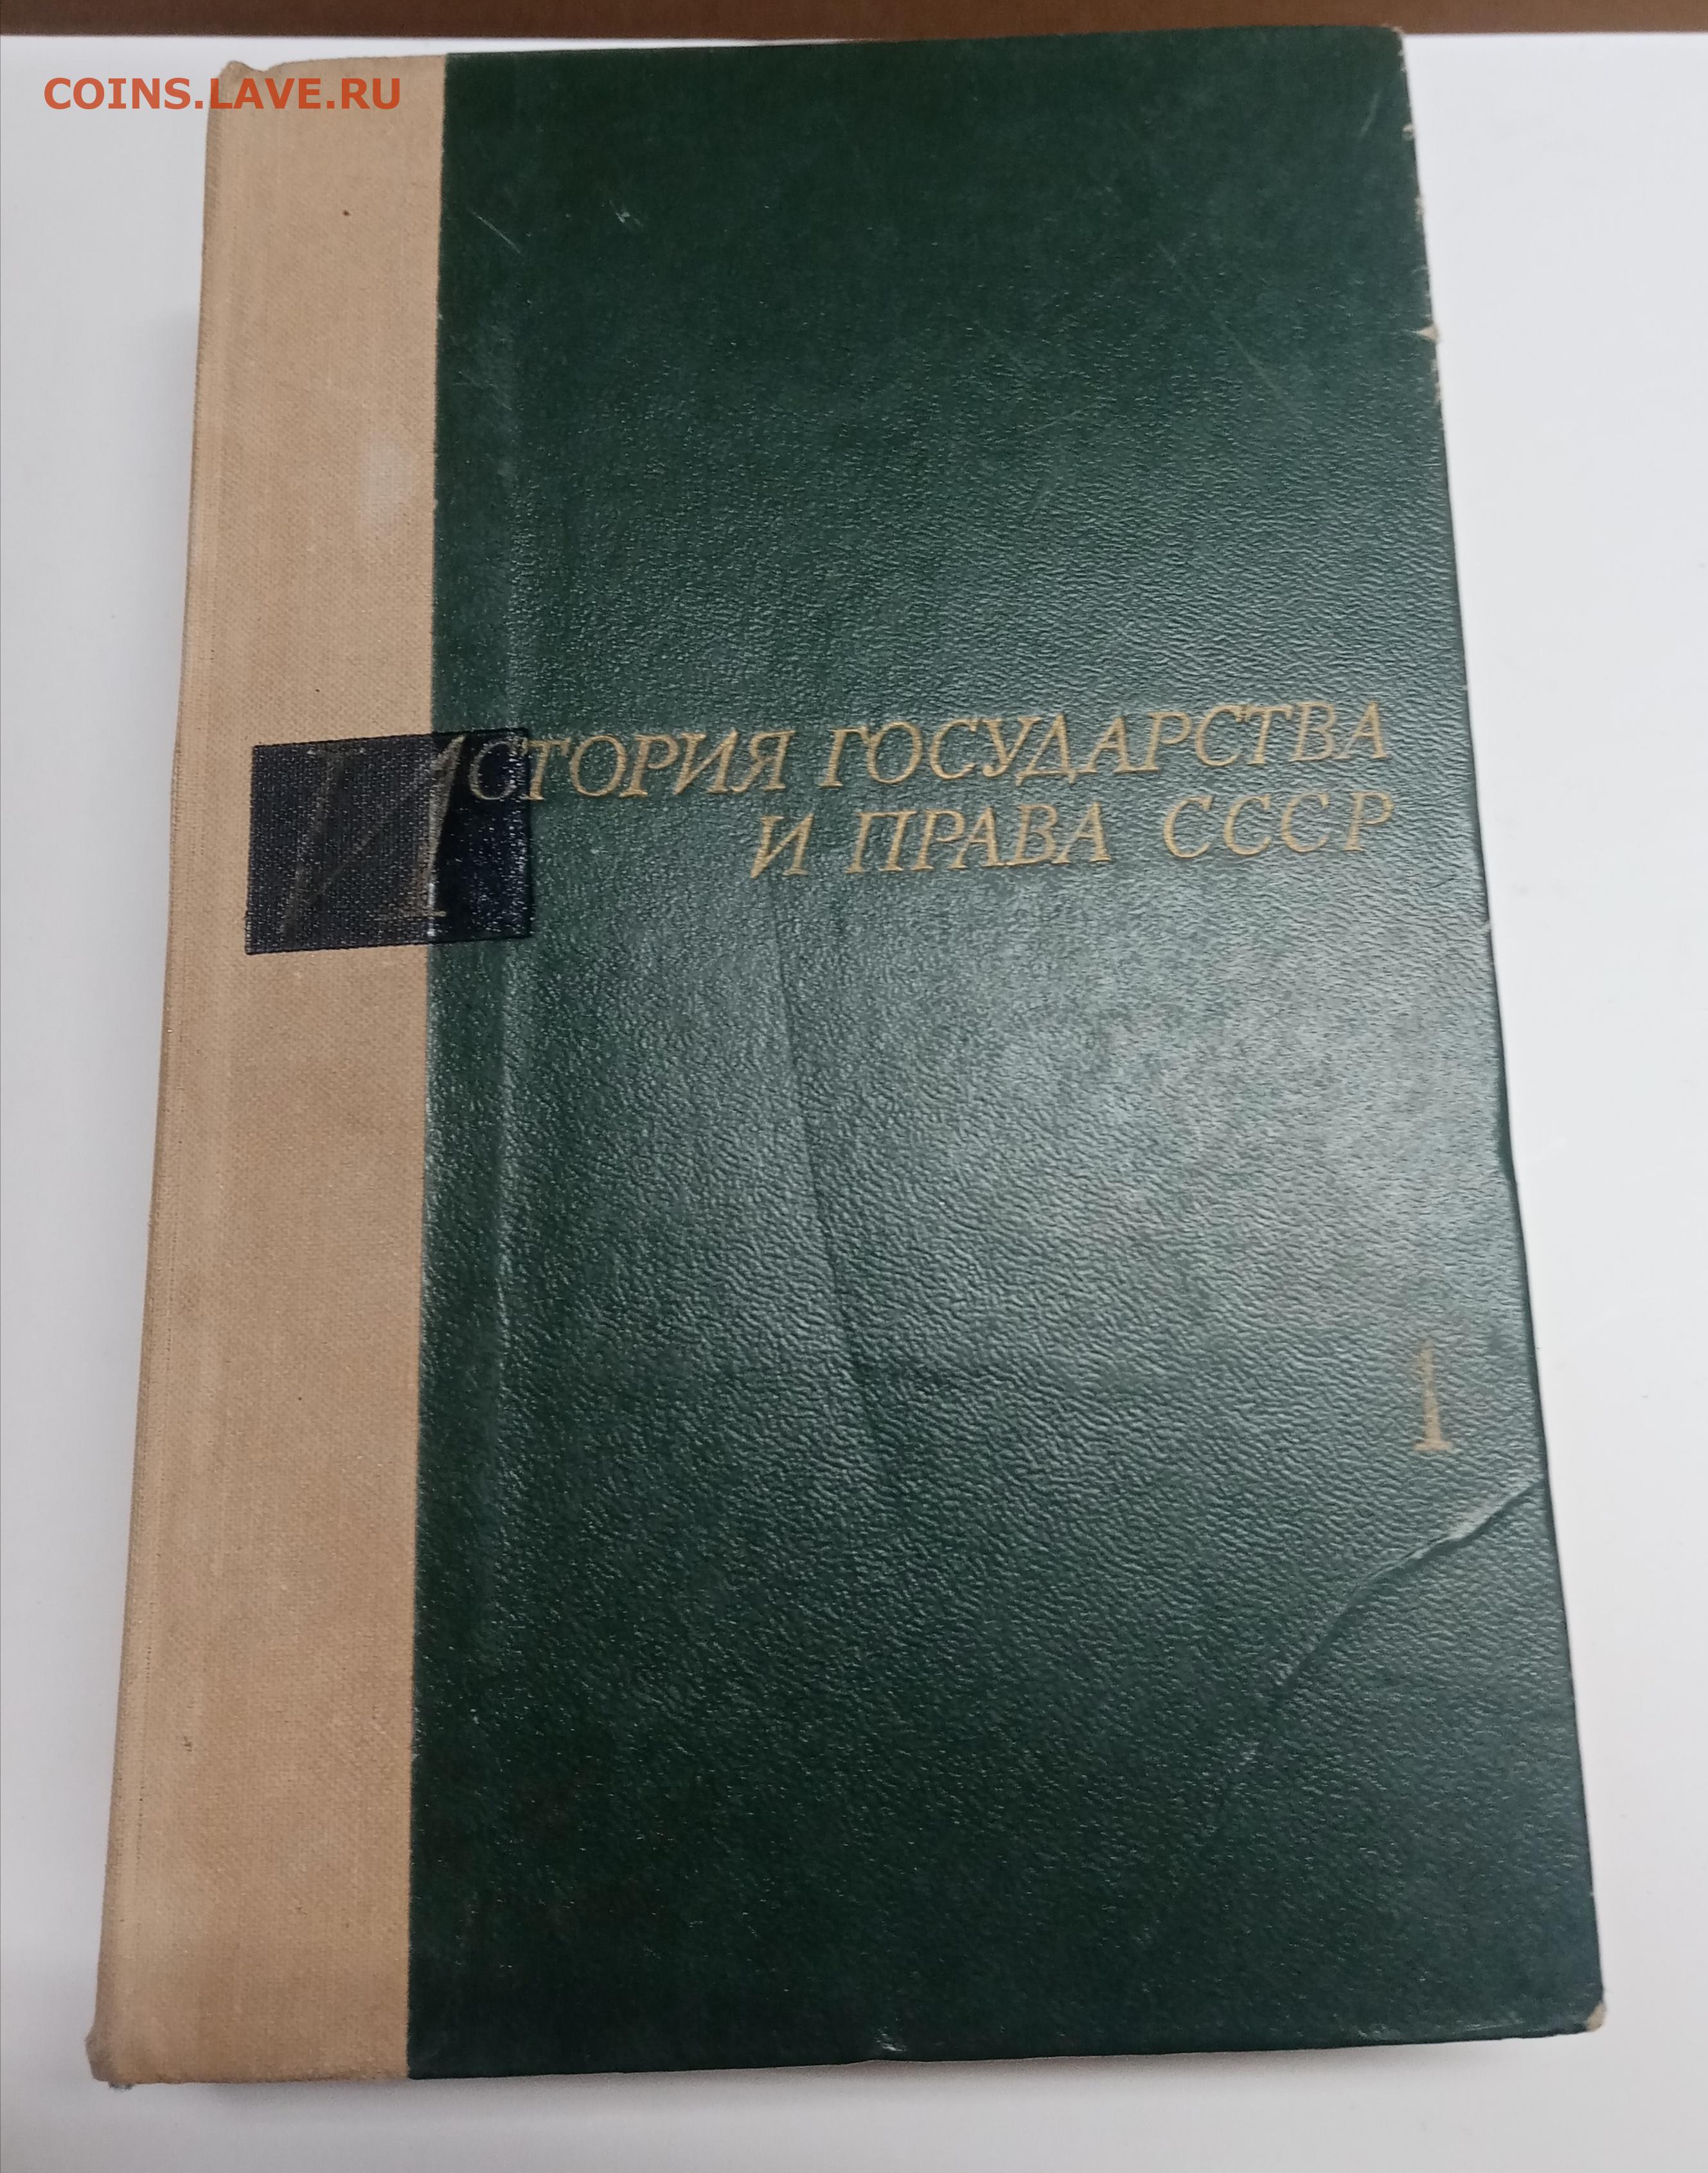 COINS.LAVE.RU
ИСТОРИЯ ГОСУДАРСТВА
И ПРАВА СССР
1